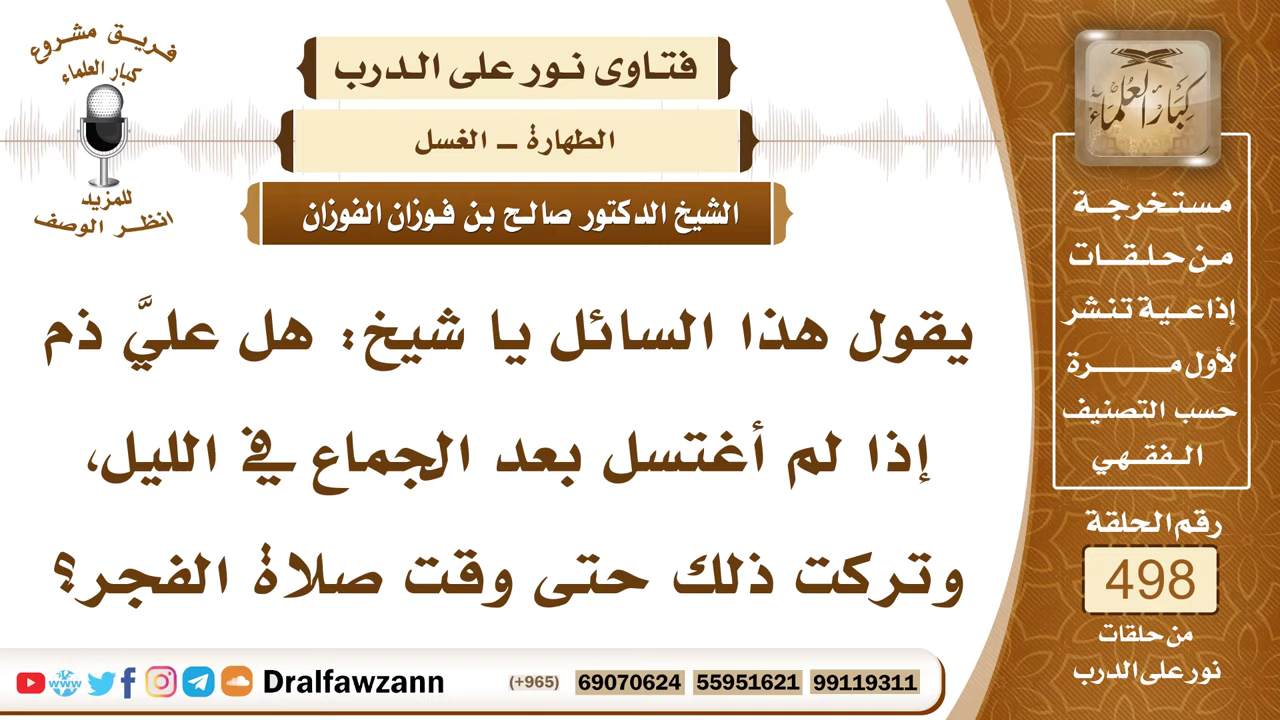 فريق مشروع
كبار العلماء
للمزيد
انظر الوصف
فتاوى نور على الدرب
الطهارة – الغسل
الشيخ الدكتور صالح بن فوزان الفوزان
يقول هذا السائل يا شيخ: هل عليَّ ذم
إذا لم أغتسل بعد الجماع في الليل،
وتركت ذلك حتى وقت صلاة الفجر؟
كبار العلماء
مستخرجة
من حلقات
إذاعية تنشر
لأول مرة
حسب التصنيف
الفقهي
رقم الحلقة
498
من حلقات
نور على الدرب
www
Dralfawzann
(+965) 69070624 55951621 99119311